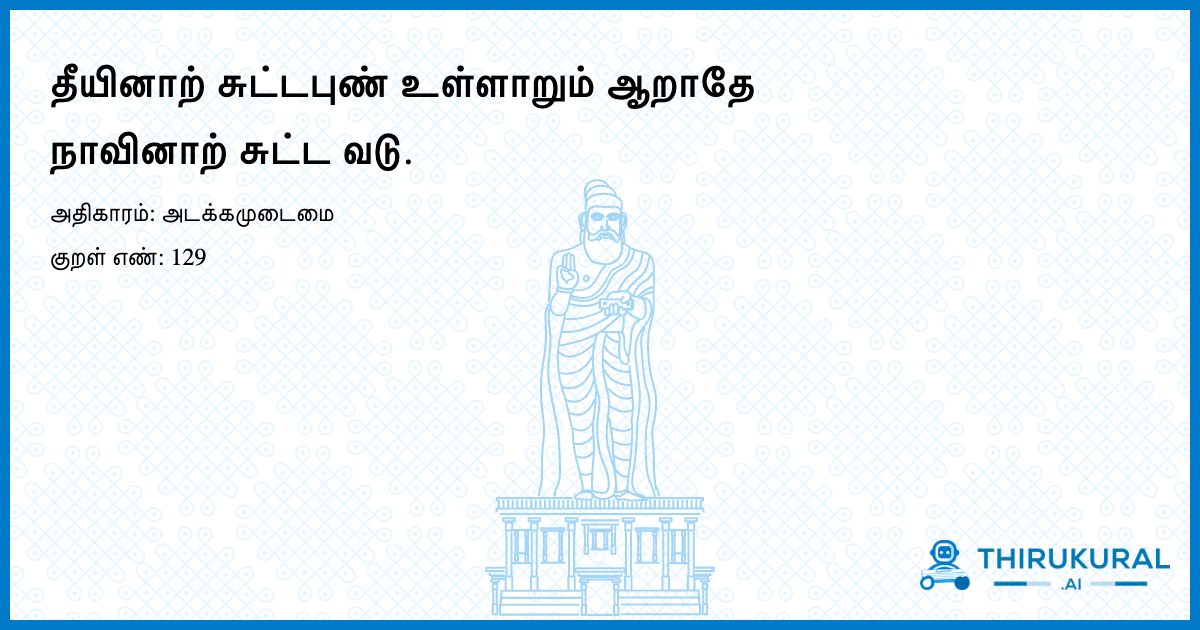 தீயினாற் சுட்டபுண் உள்ளாறும் ஆறாதே
நாவினாற் சுட்ட வடு.
அதிகாரம்: அடக்கமுடைமை
குறள் எண்: 129
THIRUKURAL
.AI